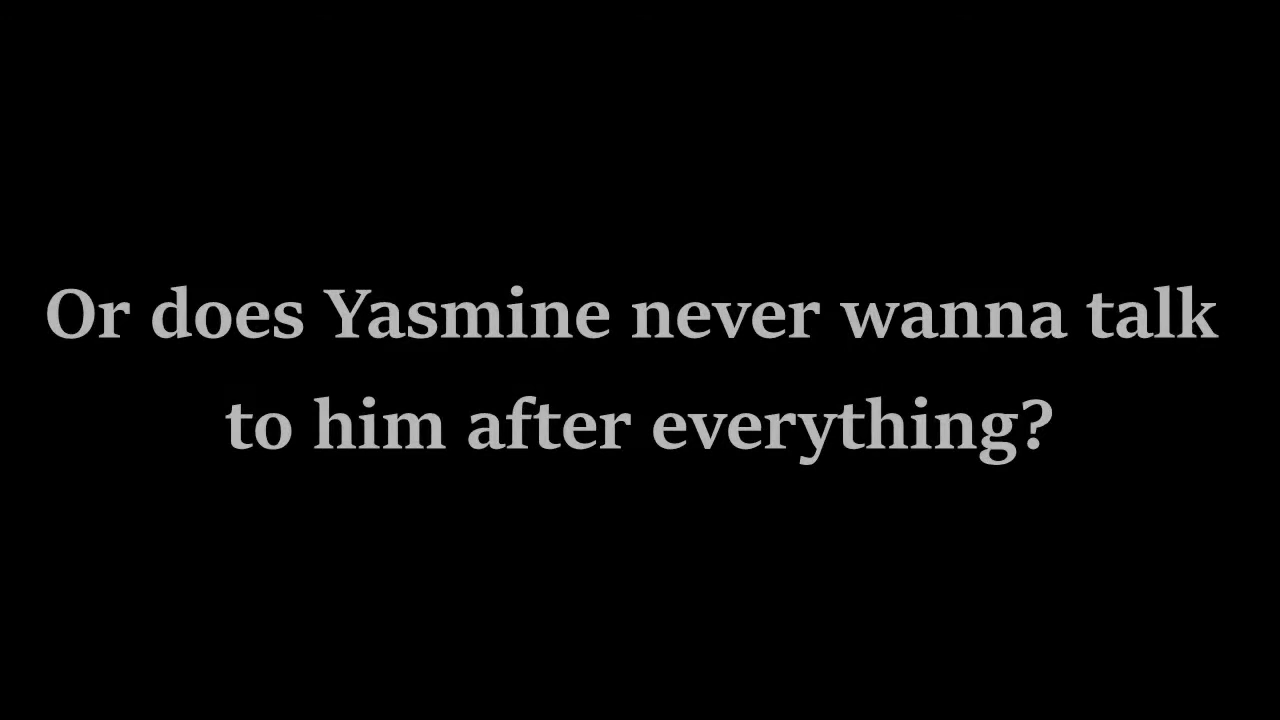 Or does Yasmine never wanna talk
to him after everything?